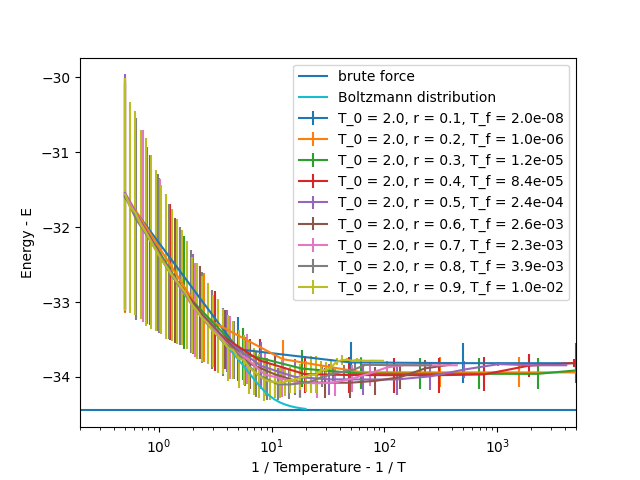 −30
−31
−32
−33
−34
Energy - E
brute force
Boltzmann distribution
T_0 = 2.0, r = 0.1, T_f = 2.0e-08
T_0 = 2.0, r = 0.2, T_f = 1.0e-06
T_0 = 2.0, r = 0.3, T_f = 1.2e-05
T_0 = 2.0, r = 0.4, T_f = 8.4e-05
T_0 = 2.0, r = 0.5, T_f = 2.4e-04
T_0 = 2.0, r = 0.6, T_f = 2.6e-03
T_0 = 2.0, r = 0.7, T_f = 2.3e-03
T_0 = 2.0, r = 0.8, T_f = 3.9e-03
T_0 = 2.0, r = 0.9, T_f = 1.0e-02
10⁰ 10¹ 10² 10³
1 / Temperature - 1 / T